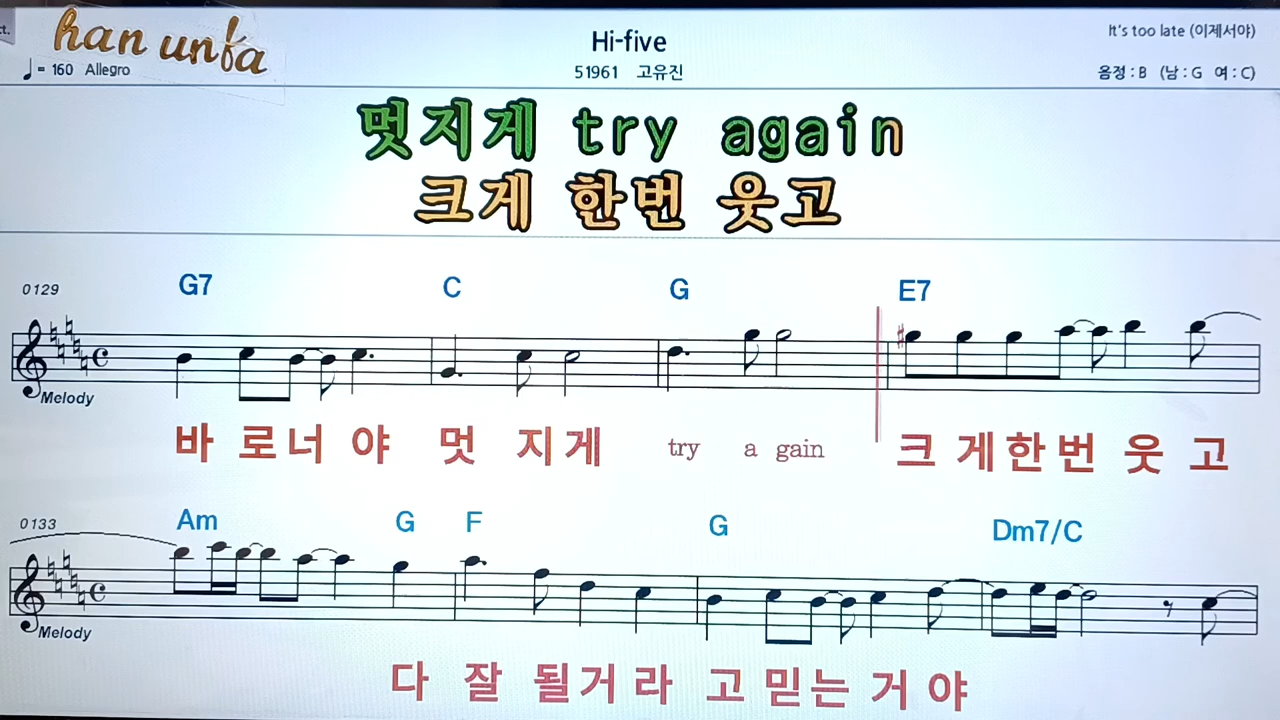 ct.
han unfa
Hi-five
It's too late (이제서야)
♩ = 160 Allegro
51961 고유진
음정 : B (남 : G 여 : C)
멋지게 try again
크게 한번 웃고
G7 C G E7
0129
Melody
바 로 너 야 멋 지 게 try a gain 크 게 한 번 웃 고
0133
Am G F G Dm7/C
Melody
다 잘 될 거 라 고 믿 는 거 야